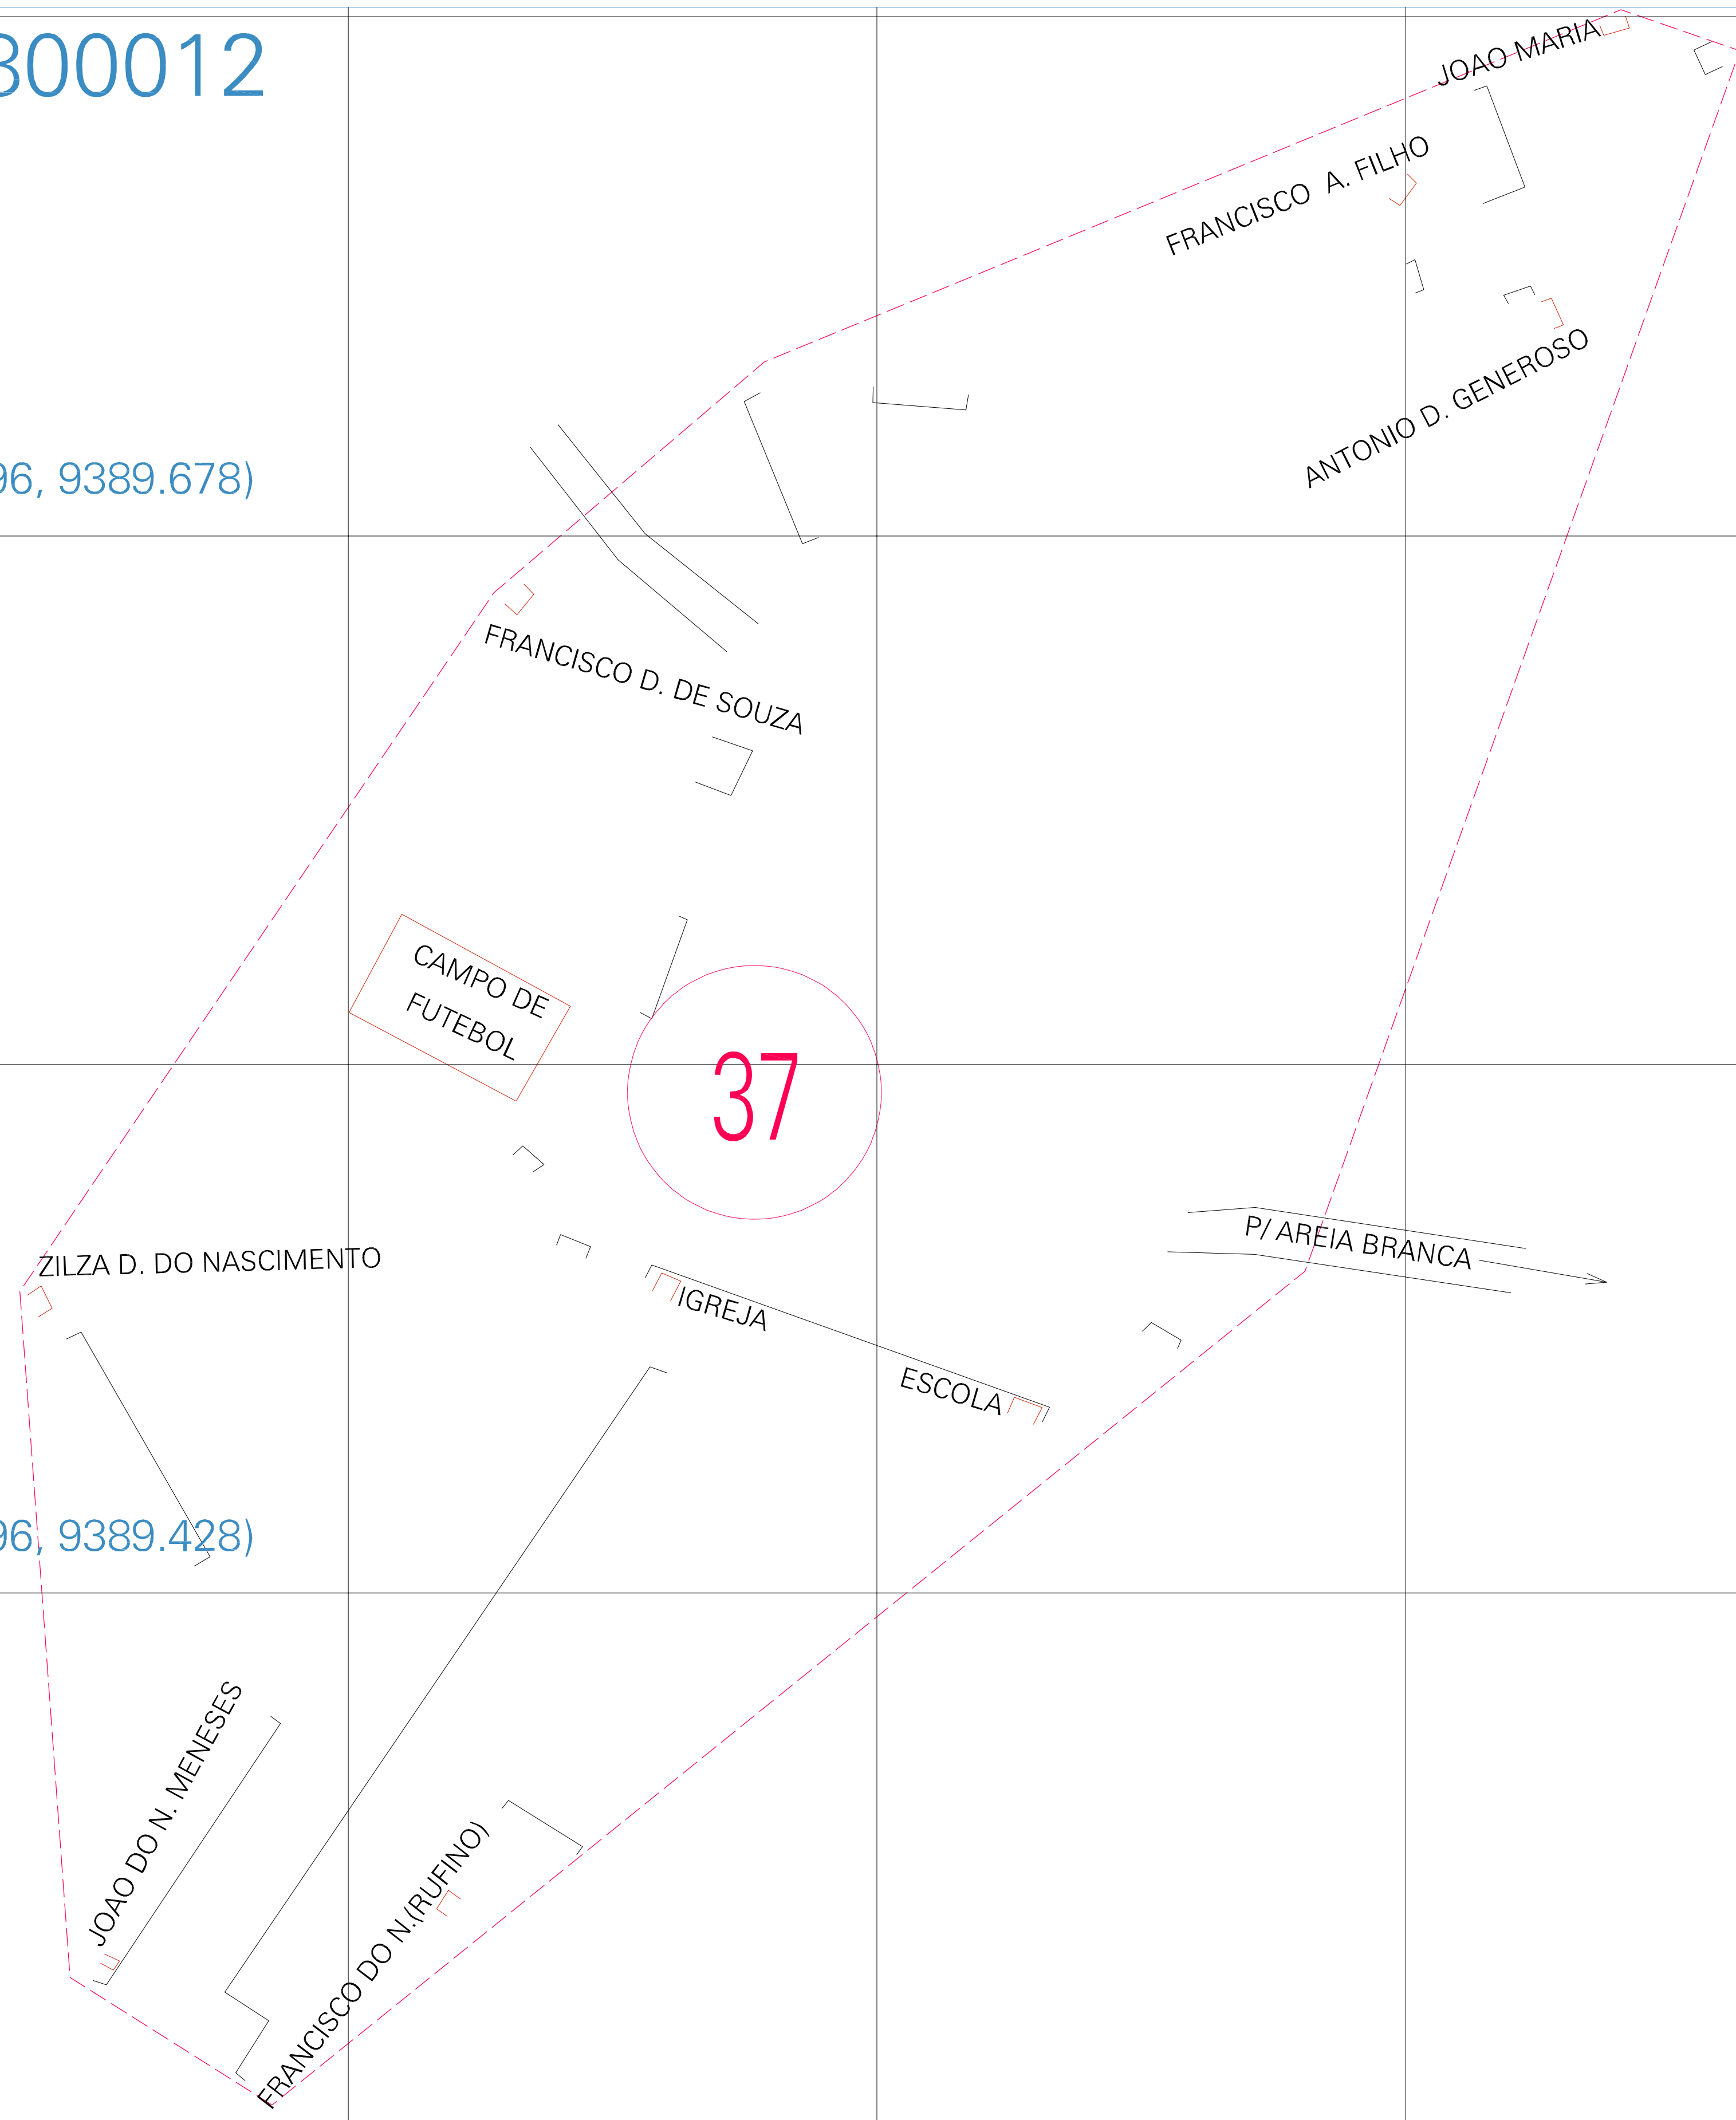 300012
JOAO MARIA
FRANCISCO A. FILHO
ANTONIO D. GENEROSO
96, 9389.678)
FRANCISCO D. DE SOUZA
CAMPO DE
FUTEBOL
37
P/ AREIA BRANCA
ZILZA D. DO NASCIMENTO
IGREJA
ESCOLA
96, 9389.428)
JOAO DO N. MENESES
FRANCISCO DO N.(RUFINO)